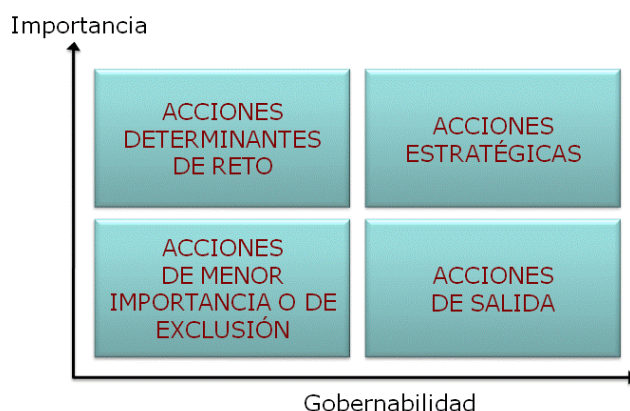 Importancia
ACCIONES
DETERMINANTES
DE RETO
ACCIONES
ESTRATÉGICAS
ACCIONES
DE MENOR
IMPORTANCIA O DE
EXCLUSIÓN
ACCIONES
DE SALIDA
Gobernabilidad